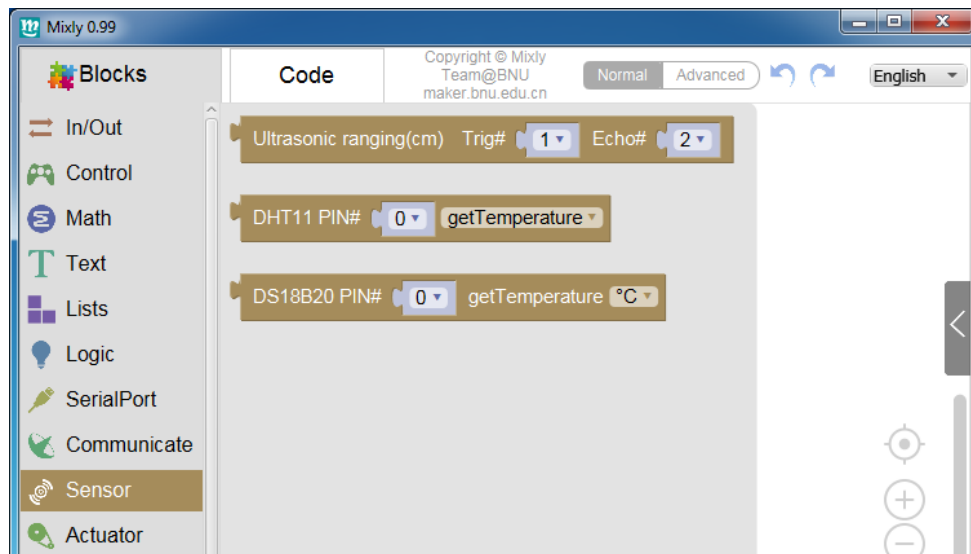 Mixly 0.99
Blocks
Code
Copyright © Mixly
Team@BNU
maker.bnu.edu.cn
Normal Advanced
English
In/Out
Control
Math
Text
Lists
Logic
SerialPort
Communicate
Sensor
Actuator
Ultrasonic ranging(cm) Trig# 1 Echo# 2
DHT11 PIN# 0 getTemperature
DS18B20 PIN# 0 getTemperature °C